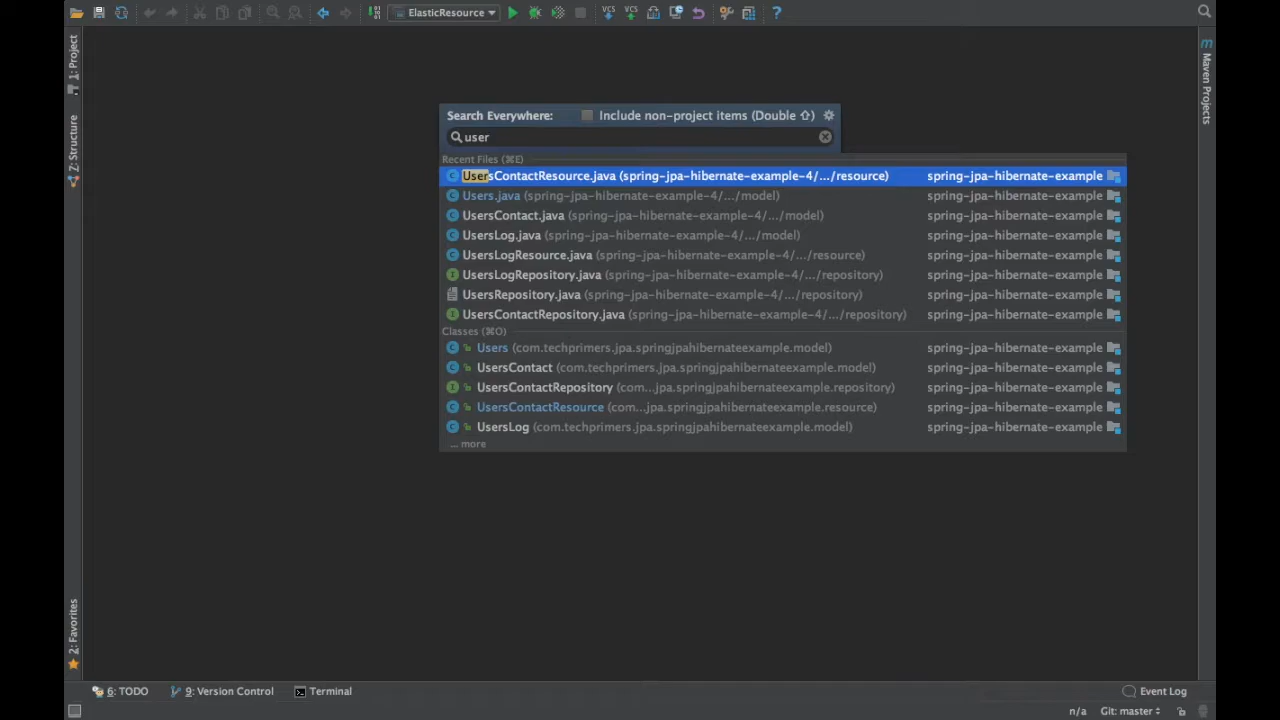 ElasticResource
VCS VCS
?
1: Project
7: Structure
2: Favorites
m
Maven Projects
Search Everywhere: Include non-project items (Double ⇧)
user
Recent Files (⌘E)
UsersContactResource.java (spring-jpa-hibernate-example-4/.../resource) spring-jpa-hibernate-example
Users.java (spring-jpa-hibernate-example-4/.../model) spring-jpa-hibernate-example
UsersContact.java (spring-jpa-hibernate-example-4/.../model) spring-jpa-hibernate-example
UsersLog.java (spring-jpa-hibernate-example-4/.../model) spring-jpa-hibernate-example
UsersLogResource.java (spring-jpa-hibernate-example-4/.../resource) spring-jpa-hibernate-example
UsersLogRepository.java (spring-jpa-hibernate-example-4/.../repository) spring-jpa-hibernate-example
UsersRepository.java (spring-jpa-hibernate-example-4/.../repository) spring-jpa-hibernate-example
UsersContactRepository.java (spring-jpa-hibernate-example-4/.../repository) spring-jpa-hibernate-example
Classes (⌘O)
Users (com.techprimers.jpa.springjpahibernateexample.model) spring-jpa-hibernate-example
UsersContact (com.techprimers.jpa.springjpahibernateexample.model) spring-jpa-hibernate-example
UsersContactRepository (com...jpa.springjpahibernateexample.repository) spring-jpa-hibernate-example
UsersContactResource (com...jpa.springjpahibernateexample.resource) spring-jpa-hibernate-example
UsersLog (com.techprimers.jpa.springjpahibernateexample.model) spring-jpa-hibernate-example
... more
6: TODO 9: Version Control Terminal Event Log
n/a Git: master